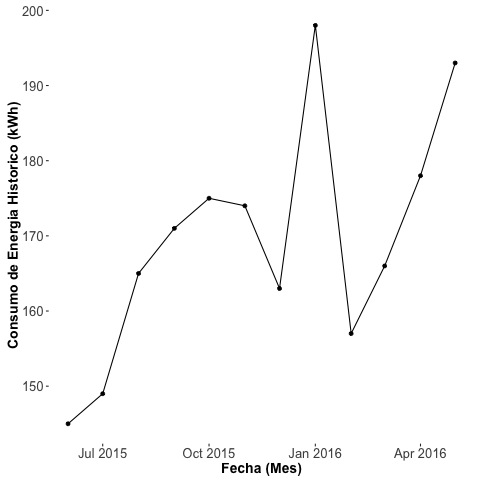 Consumo de Energia Historico (kWh)
200
190
180
170
160
150
Jul 2015
Oct 2015
Jan 2016
Apr 2016
Fecha (Mes)